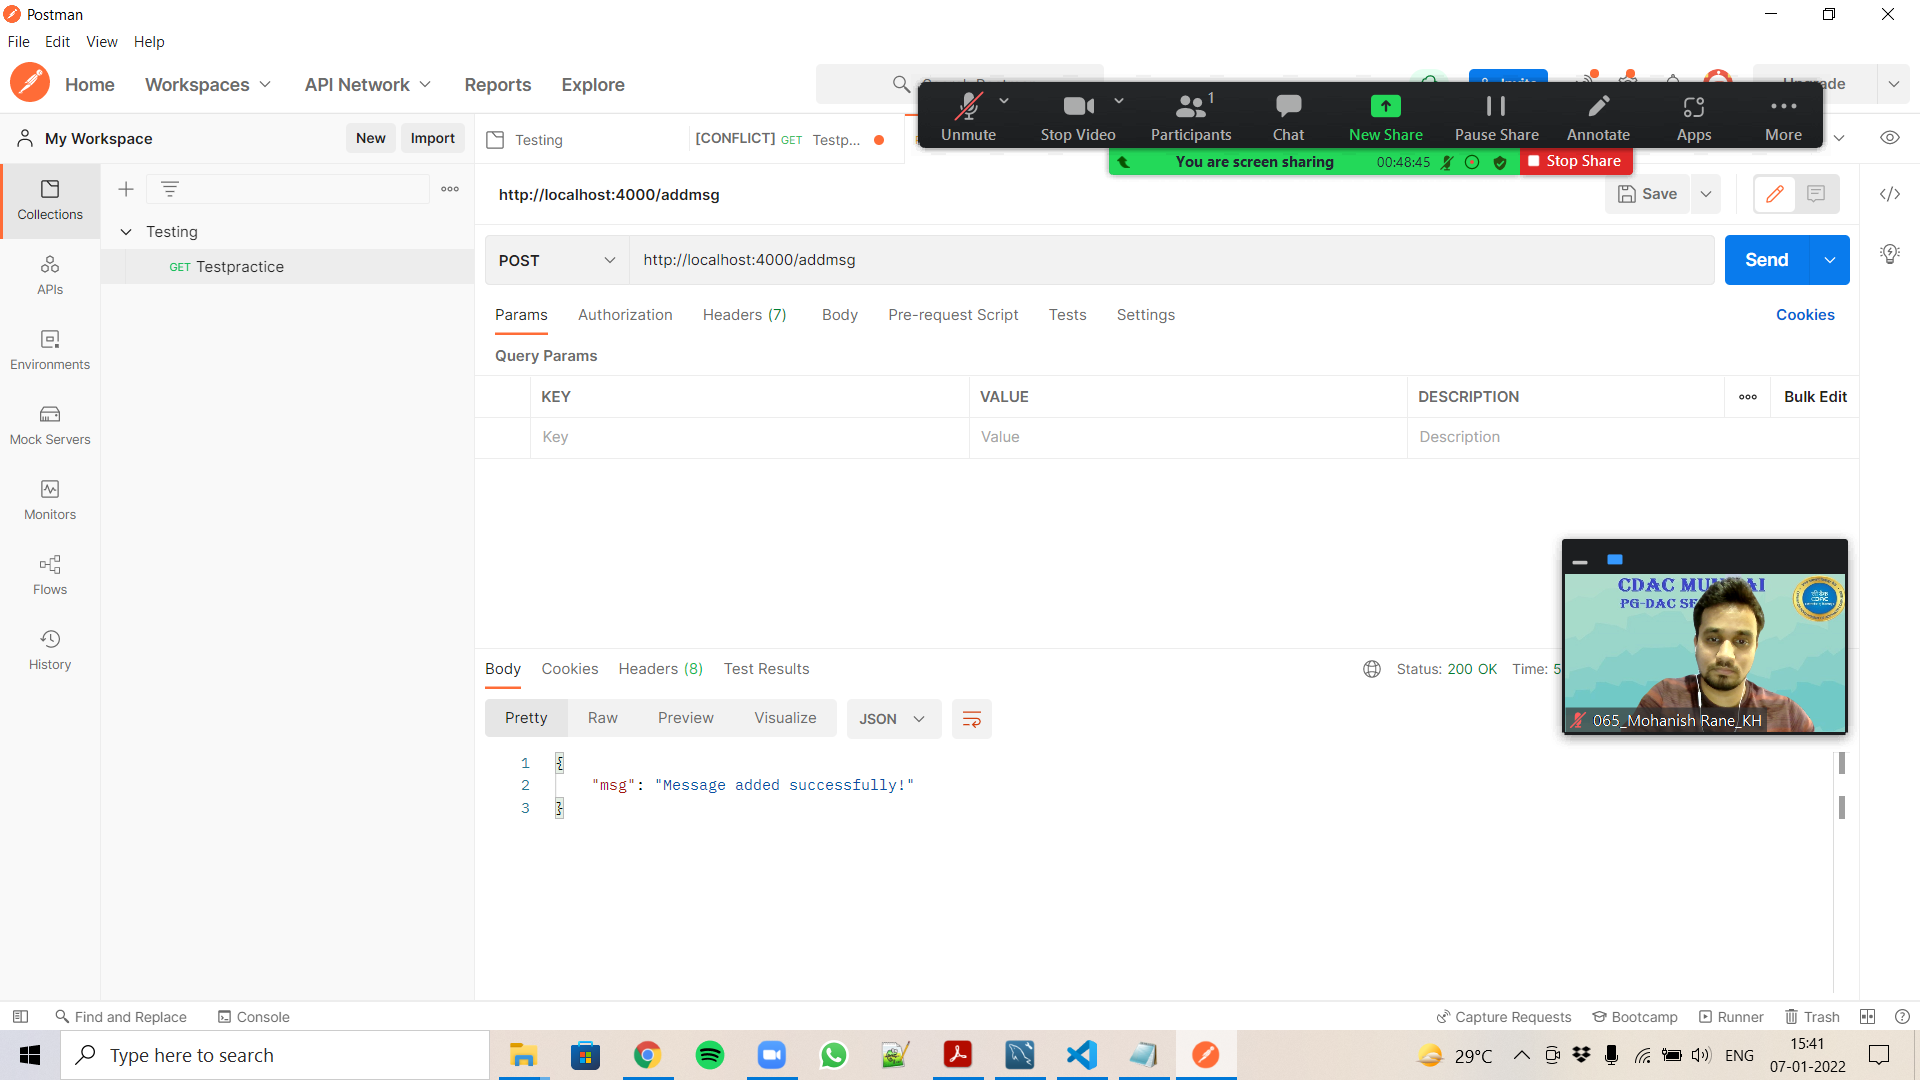 Postman
File Edit View Help
Home Workspaces API Network Reports Explore
Unmute Stop Video Participants 1 Chat New Share Pause Share Annotate Apps More
You are screen sharing 00:48:45 Stop Share
My Workspace New Import
Testing [CONFLICT] GET Testp...
Collections
APIs
Environments
Mock Servers
Monitors
Flows
History
Testing
GET Testpractice
http://localhost:4000/addmsg
Save
POST http://localhost:4000/addmsg Send
Params Authorization Headers (7) Body Pre-request Script Tests Settings Cookies
Query Params
KEY VALUE DESCRIPTION Bulk Edit
Key Value Description
CDAC
PG-DAC
065_Mohanish Rane_KH
Body Cookies Headers (8) Test Results Status: 200 OK Time: 5
Pretty Raw Preview Visualize JSON
1 {
2 "msg": "Message added successfully!"
3 }
Find and Replace Console Capture Requests Bootcamp Runner Trash
Type here to search 29°C ENG 15:41
07-01-2022